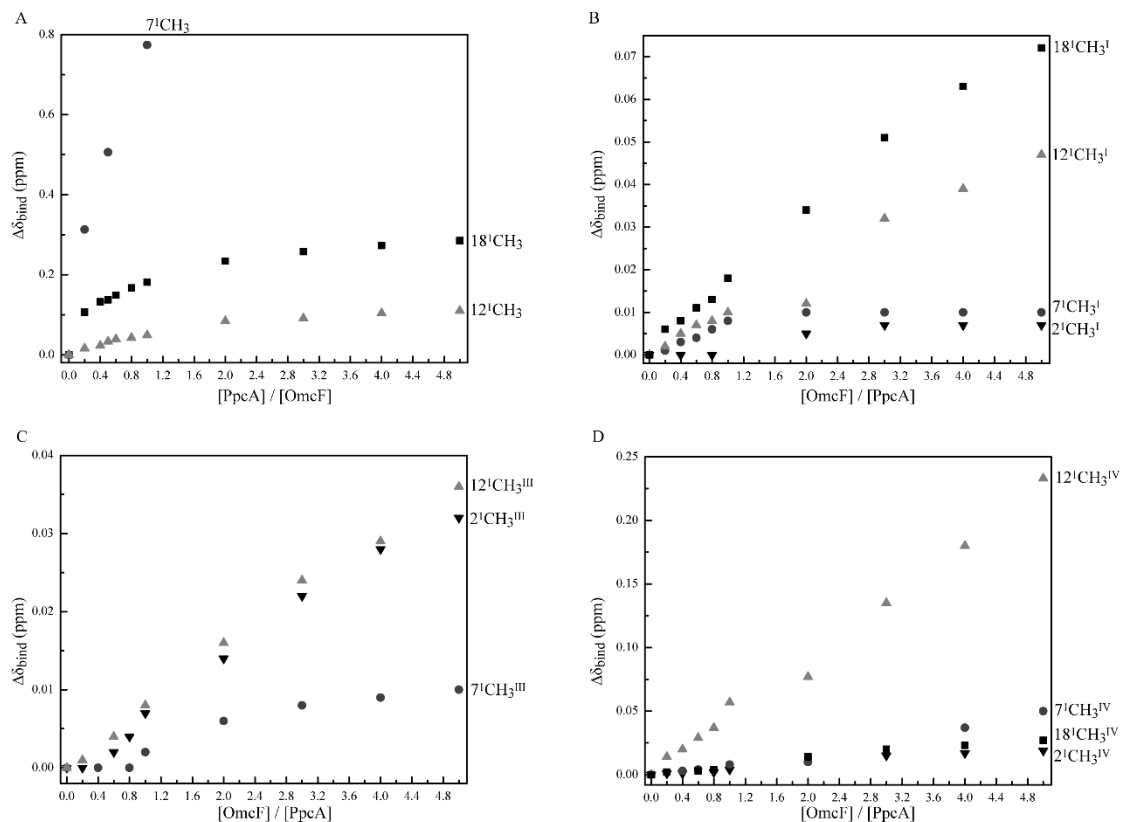 A
7¹CH₃
0.8
0.6
0.4
0.2
0.0
Δδbind (ppm)
18¹CH₃
12¹CH₃
0.0 0.4 0.8 1.2 1.6 2.0 2.4 2.8 3.2 3.6 4.0 4.4 4.8
[PpcA] / [OmcF]
B
0.07
0.06
0.05
0.04
0.03
0.02
0.01
0.00
Δδbind (ppm)
18¹CH₃ᴵ
12¹CH₃ᴵ
7¹CH₃ᴵ
2¹CH₃ᴵ
0.0 0.4 0.8 1.2 1.6 2.0 2.4 2.8 3.2 3.6 4.0 4.4 4.8
[OmcF] / [PpcA]
C
0.04
0.03
0.02
0.01
0.00
Δδbind (ppm)
12¹CH₃ᴵᴵᴵ
2¹CH₃ᴵᴵᴵ
7¹CH₃ᴵᴵᴵ
0.0 0.4 0.8 1.2 1.6 2.0 2.4 2.8 3.2 3.6 4.0 4.4 4.8
[OmcF] / [PpcA]
D
0.25
0.20
0.15
0.10
0.05
0.00
Δδbind (ppm)
12¹CH₃ᴵⱽ
7¹CH₃ᴵⱽ
18¹CH₃ᴵⱽ
2¹CH₃ᴵⱽ
0.0 0.4 0.8 1.2 1.6 2.0 2.4 2.8 3.2 3.6 4.0 4.4 4.8
[OmcF] / [PpcA]